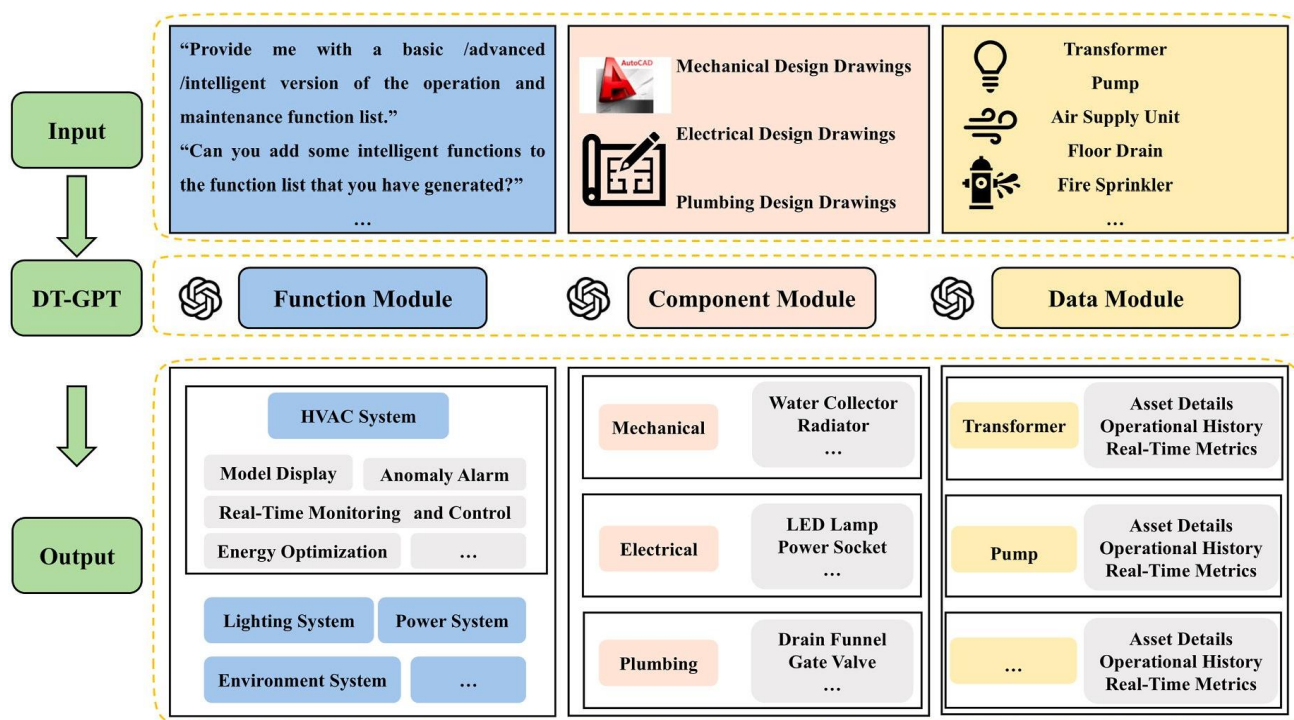 Input
“Provide me with a basic /advanced
/intelligent version of the operation and
maintenance function list.”
“Can you add some intelligent functions to
the function list that you have generated?”
…
AutoCAD
Mechanical Design Drawings
Electrical Design Drawings
Plumbing Design Drawings
Transformer
Pump
Air Supply Unit
Floor Drain
Fire Sprinkler
…
DT-GPT
Function Module
Component Module
Data Module
Output
HVAC System
Model Display
Anomaly Alarm
Real-Time Monitoring and Control
Energy Optimization
…
Lighting System
Power System
Environment System
…
Mechanical
Water Collector
Radiator
…
Electrical
LED Lamp
Power Socket
…
Plumbing
Drain Funnel
Gate Valve
…
Transformer
Asset Details
Operational History
Real-Time Metrics
Pump
Asset Details
Operational History
Real-Time Metrics
…
Asset Details
Operational History
Real-Time Metrics